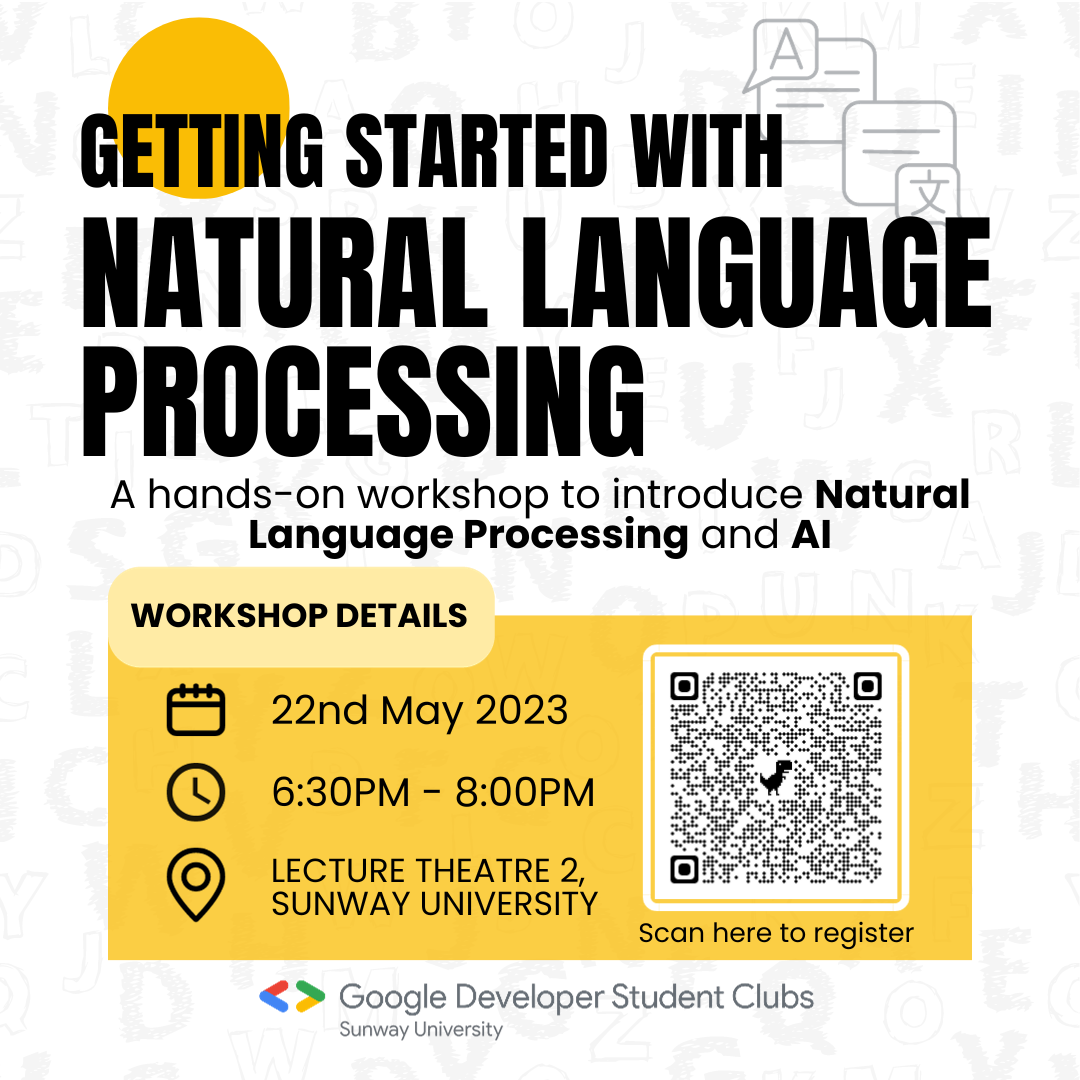 A
文
GETTING STARTED WITH
NATURAL LANGUAGE
PROCESSING
A hands-on workshop to introduce Natural
Language Processing and AI
WORKSHOP DETAILS
22nd May 2023
6:30PM - 8:00PM
LECTURE THEATRE 2,
SUNWAY UNIVERSITY
Scan here to register
Google Developer Student Clubs
Sunway University